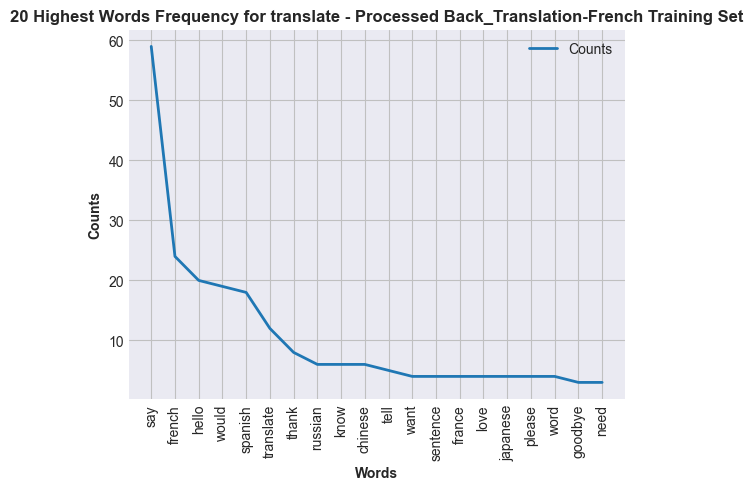 20 Highest Words Frequency for translate - Processed Back_Translation-French Training Set
Counts
60
50
40
30
20
10
Counts
say
french
hello
would
spanish
translate
thank
russian
know
chinese
tell
want
sentence
france
love
japanese
please
word
goodbye
need
Words